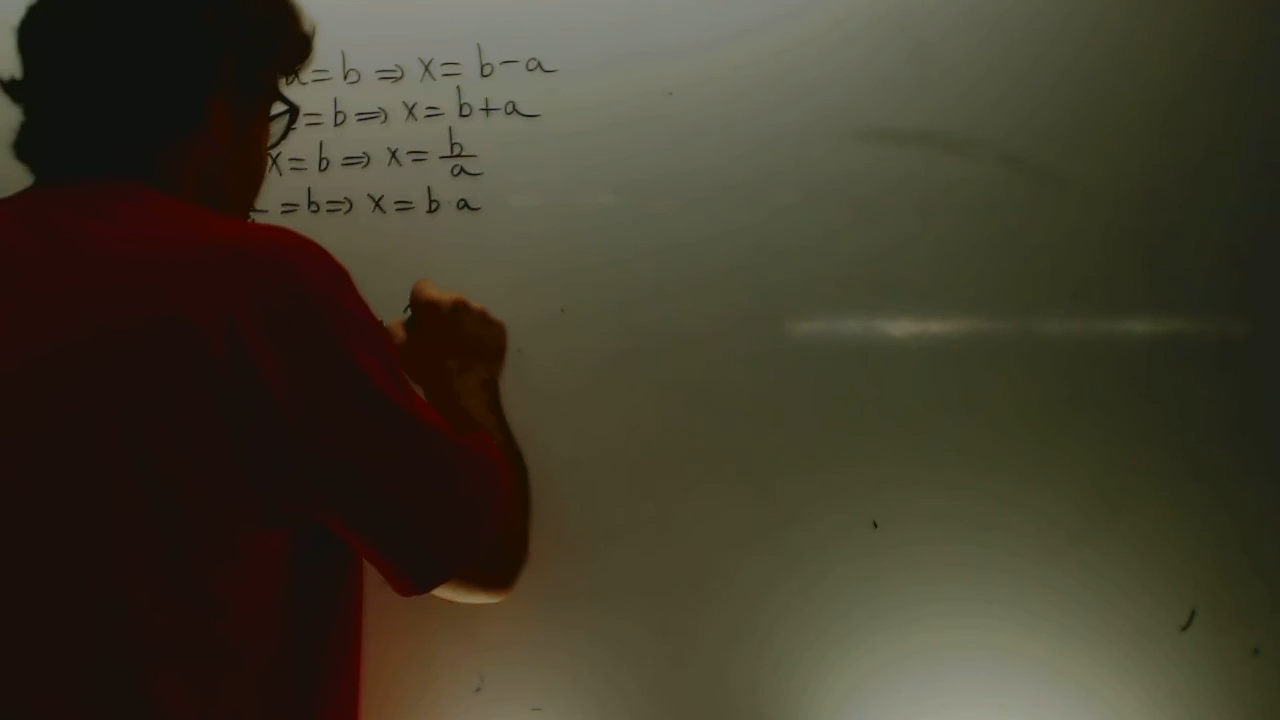 a = b ⇒ x = b - a
= b ⇒ x = b + a
x = b ⇒ x = b/a
= b ⇒ x = b a